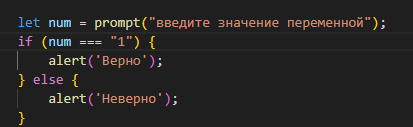 let num = prompt("введите значение переменной");
if (num === "1") {
    alert('Верно');
} else {
    alert('Неверно');
}